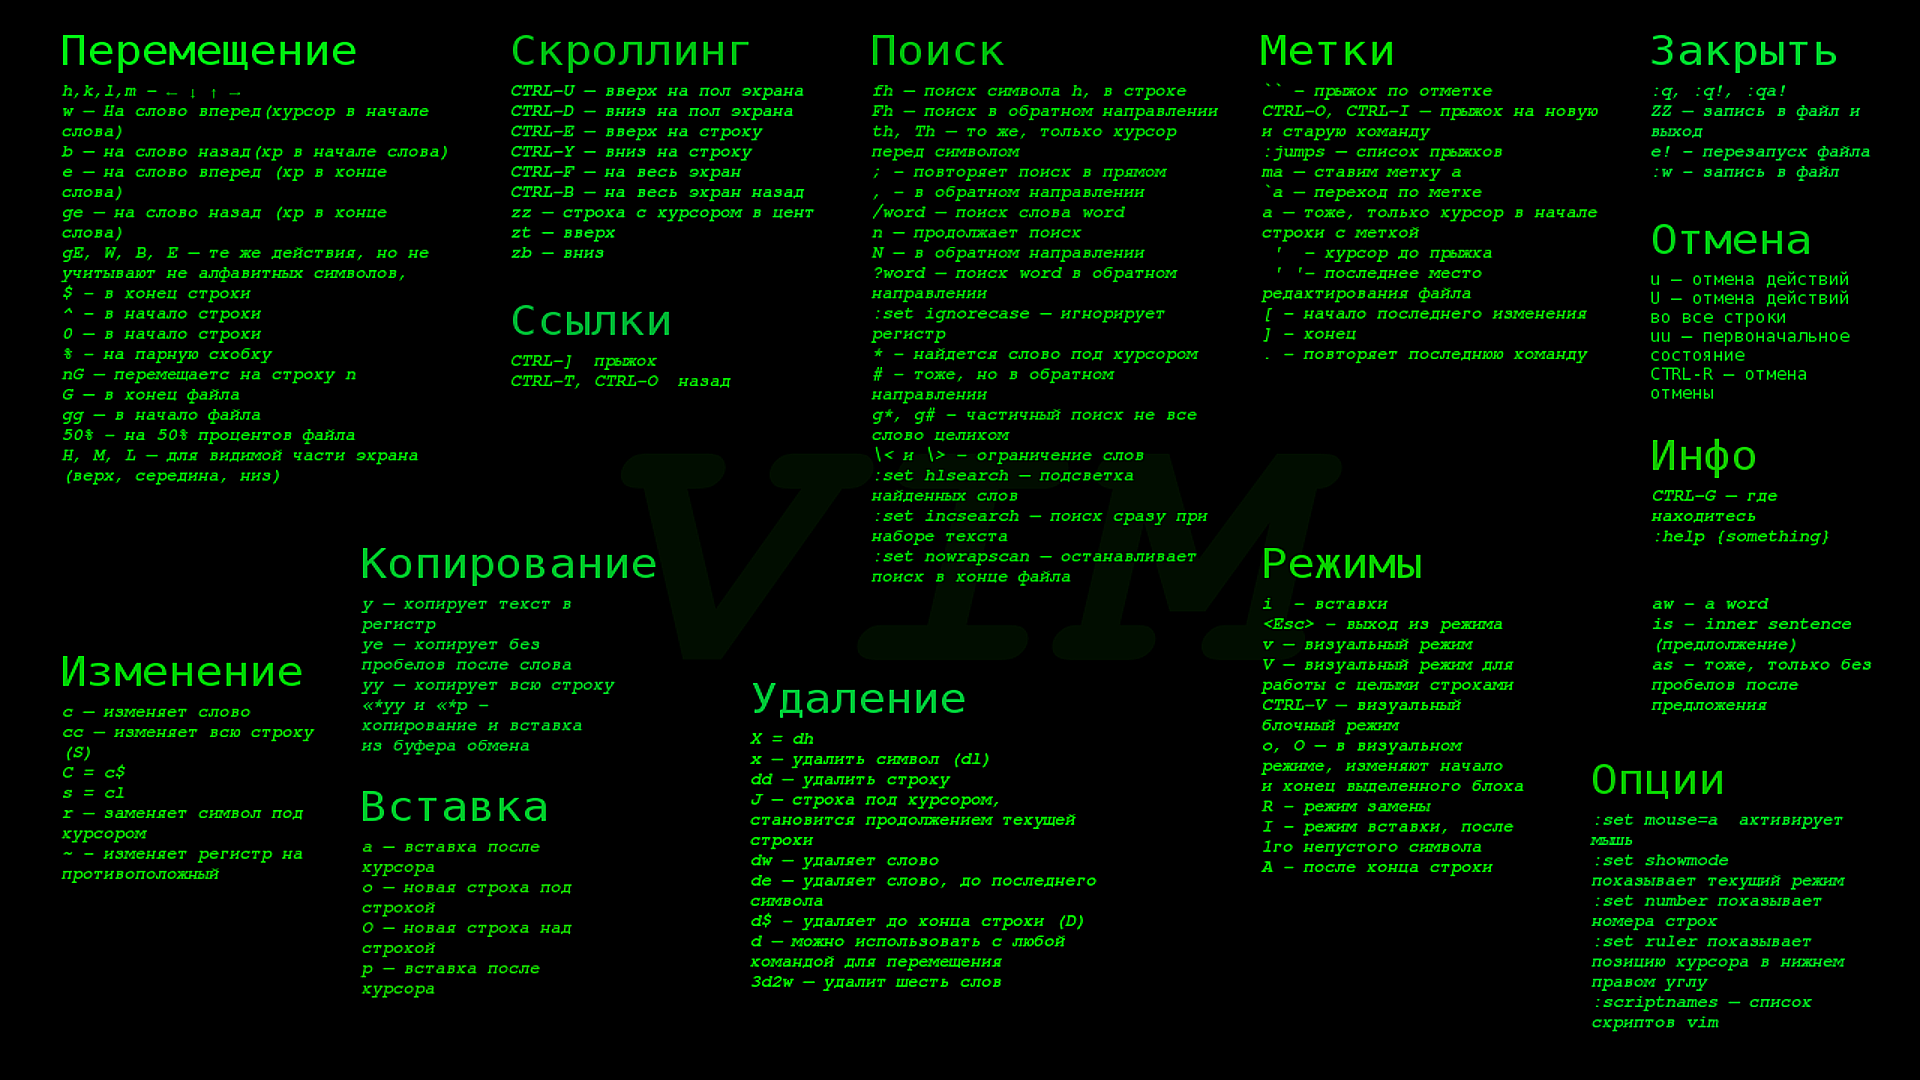 Перемещение
h,k,l,m – ← ↓ ↑ →
w — На слово вперед(курсор в начале
слова)
b — на слово назад(кр в начале слова)
e — на слово вперед (кр в конце
слова)
ge — на слово назад (кр в конце
слова)
gE, W, B, E — те же действия, но не
учитывают не алфавитных символов,
$ – в конец строки
^ – в начало строки
0 – в начало строки
% – на парную скобку
nG — перемещаетс на строку n
G — в конец файла
gg — в начало файла
50% – на 50% процентов файла
H, M, L — для видимой части экрана
(верх, середина, низ)
Скроллинг
CTRL-U — вверх на пол экрана
CTRL-D — вниз на пол экрана
CTRL-E — вверх на строку
CTRL-Y — вниз на строку
CTRL-F — на весь экран
CTRL-B — на весь экран назад
zz — строка с курсором в цент
zt — вверх
zb — вниз
Ссылки
CTRL-]  прыжок
CTRL-T, CTRL-O  назад
Поиск
fh — поиск символа h, в строке
Fh — поиск в обратном направлении
th, Th — то же, только курсор
перед символом
; – повторяет поиск в прямом
, – в обратном направлении
/word — поиск слова word
n — продолжает поиск
N — в обратном направлении
?word — поиск word в обратном
направлении
:set ignorecase — игнорирует
регистр
* – найдется слово под курсором
# – тоже, но в обратном
направлении
g*, g# – частичный поиск не все
слово целиком
\< и \> – ограничение слов
:set hlsearch — подсветка
найденных слов
:set incsearch — поиск сразу при
наборе текста
:set nowrapscan — останавливает
поиск в конце файла
Метки
`` – прыжок по отметке
CTRL-O, CTRL-I — прыжок на новую
и старую команду
:jumps — список прыжков
ma — ставим метку a
`a — переход по метке
a — тоже, только курсор в начале
строки с меткой
'  – курсор до прыжка
' '– последнее место
редактирования файла
[ – начало последнего изменения
] – конец
. – повторяет последнюю команду
Закрыть
:q, :q!, :qa!
ZZ — запись в файл и
выход
e! – перезапуск файла
:w – запись в файл
Отмена
u — отмена действий
U — отмена действий
во все строки
uu — первоначальное
состояние
CTRL-R — отмена
отмены
Инфо
CTRL-G — где
находитесь
:help {something}
aw – a word
is – inner sentence
(предлолжение)
as – тоже, только без
пробелов после
предложения
VIM
Изменение
c — изменяет слово
cc — изменяет всю строку
(S)
C = c$
s = cl
r — заменяет символ под
курсором
~ – изменяет регистр на
противоположный
Копирование
y — копирует текст в
регистр
ye — копирует без
пробелов после слова
yy — копирует всю строку
«*yy и «*p –
копирование и вставка
из буфера обмена
Вставка
a — вставка после
курсора
o — новая строка под
строкой
O — новая строка над
строкой
p — вставка после
курсора
Удаление
X = dh
x — удалить символ (dl)
dd — удалить строку
J — строка под курсором,
становится продолжением текущей
строки
dw — удаляет слово
de — удаляет слово, до последнего
символа
d$ – удаляет до конца строки (D)
d — можно использовать с любой
командой для перемещения
3d2w — удалит шесть слов
Режимы
i  – вставки
<Esc> – выход из режима
v — визуальный режим
V — визуальный режим для
работы с целыми строками
CTRL-V — визуальный
блочный режим
o, O — в визуальном
режиме, изменяют начало
и конец выделенного блока
R – режим замены
I – режим вставки, после
1го непустого символа
A – после конца строки
Опции
:set mouse=a  активирует
мышь
:set showmode
показывает текущий режим
:set number показывает
номера строк
:set ruler показывает
позицию курсора в нижнем
правом углу
:scriptnames — список
скриптов vim